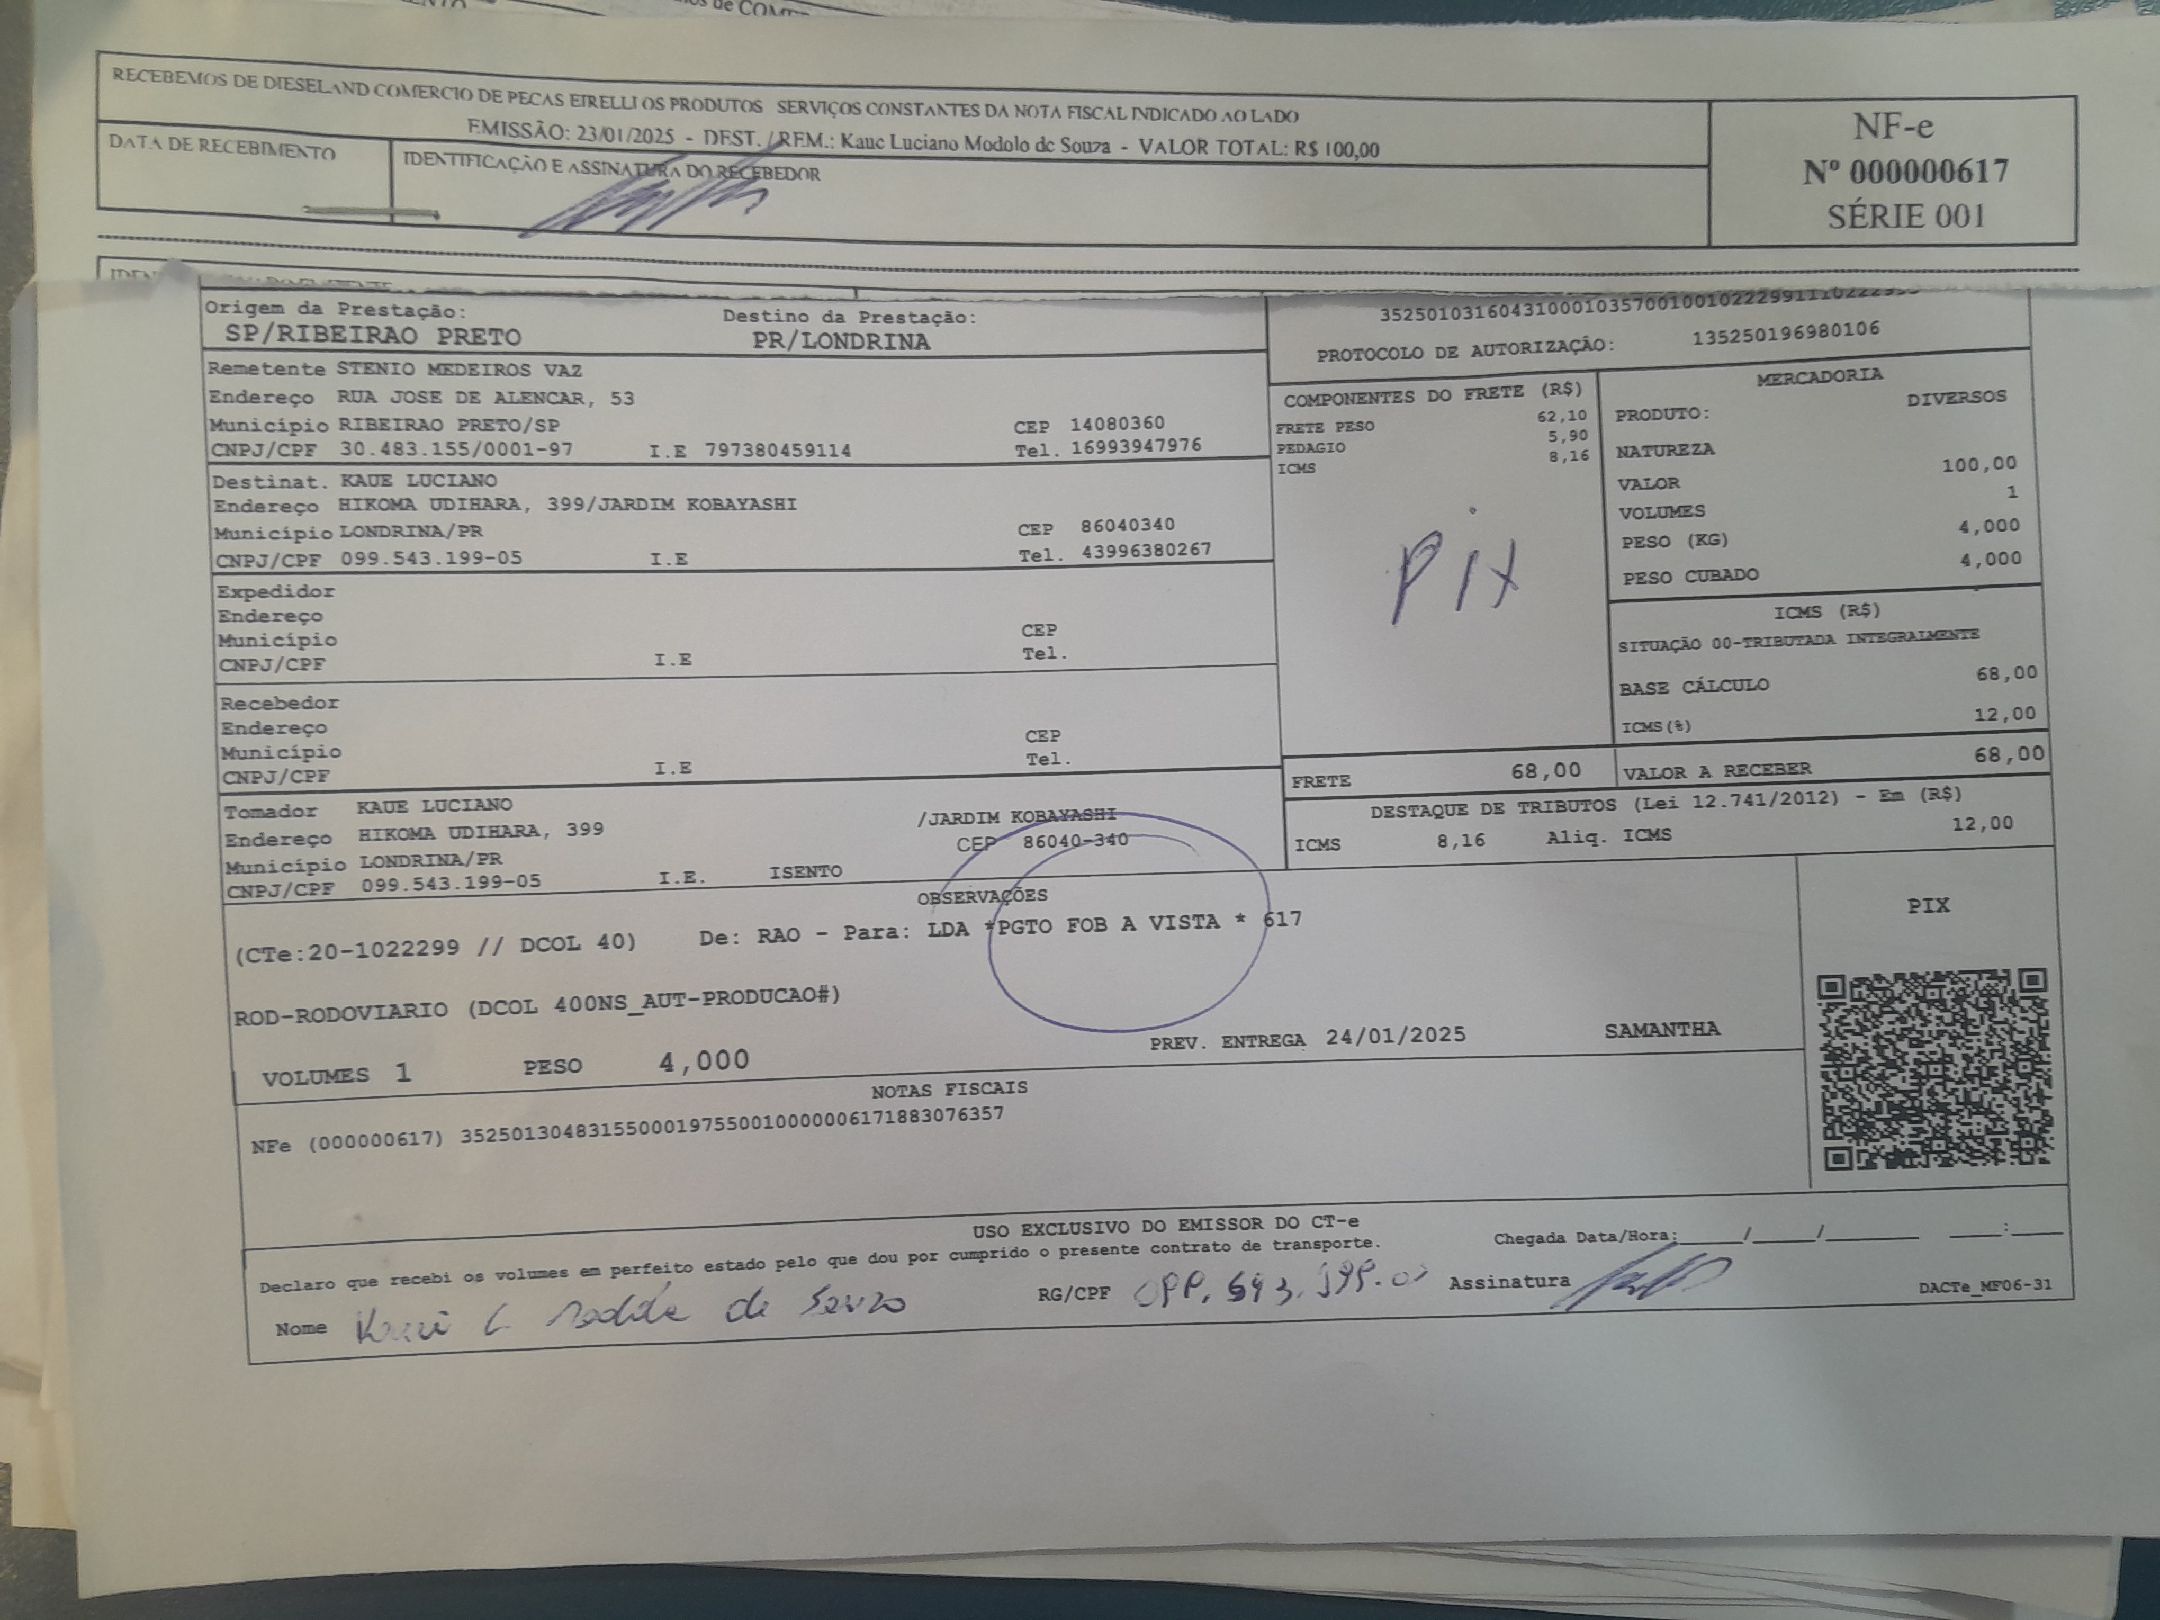 RECEBEMOS DE DIESELAND COMERCIO DE PECAS EIRELLI OS PRODUTOS SERVIÇOS CONSTANTES DA NOTA FISCAL INDICADO AO LADO
EMISSÃO: 23/01/2025 - DEST. / REM.: Kaue Luciano Modolo de Souza - VALOR TOTAL: R$ 100,00
DATA DE RECEBIMENTO
IDENTIFICAÇÃO E ASSINATURA DO RECEBEDOR
NF-e
Nº 000000617
SÉRIE 001
Origem da Prestação:
SP/RIBEIRAO PRETO
Destino da Prestação:
PR/LONDRINA
PROTOCOLO DE AUTORIZAÇÃO: 135250196980106
Remetente STENIO MEDEIROS VAZ
Endereço RUA JOSE DE ALENCAR, 53
Município RIBEIRAO PRETO/SP CEP 14080360
CNPJ/CPF 30.483.155/0001-97 I.E 797380459114 Tel. 16993947976
Destinat. KAUE LUCIANO
Endereço HIKOMA UDIHARA, 399/JARDIM KOBAYASHI
Município LONDRINA/PR CEP 86040340
CNPJ/CPF 099.543.199-05 I.E Tel. 43996380267
Expedidor
Endereço
Município CEP
CNPJ/CPF I.E Tel.
Recebedor
Endereço
Município CEP
CNPJ/CPF I.E Tel.
Tomador KAUE LUCIANO
Endereço HIKOMA UDIHARA, 399 /JARDIM KOBAYASHI
Município LONDRINA/PR CEP 86040-340
CNPJ/CPF 099.543.199-05 I.E. ISENTO
COMPONENTES DO FRETE (R$)
FRETE PESO 62,10
PEDAGIO 5,90
ICMS 8,16
Pix
MERCADORIA
PRODUTO: DIVERSOS
NATUREZA
VALOR 100,00
VOLUMES 1
PESO (KG) 4,000
PESO CUBADO 4,000
ICMS (R$)
SITUAÇÃO 00-TRIBUTADA INTEGRALMENTE
BASE CÁLCULO 68,00
ICMS(%) 12,00
FRETE 68,00
VALOR A RECEBER 68,00
DESTAQUE DE TRIBUTOS (Lei 12.741/2012) - Em (R$)
ICMS 8,16 Aliq. ICMS 12,00
OBSERVAÇÕES
(CTe:20-1022299 // DCOL 40) De: RAO - Para: LDA *PGTO FOB A VISTA * 617
ROD-RODOVIARIO (DCOL 400NS_AUT-PRODUCAO#)
VOLUMES 1 PESO 4,000 PREV. ENTREGA 24/01/2025 SAMANTHA
PIX
NOTAS FISCAIS
NFe (000000617) 35250130483155000197550010000006171883076357
USO EXCLUSIVO DO EMISSOR DO CT-e
Declaro que recebi os volumes em perfeito estado pelo que dou por cumprido o presente contrato de transporte.
Chegada Data/Hora:____/____/______ ____:____
Nome de Souza RG/CPF Assinatura
DACTe_MF06-31